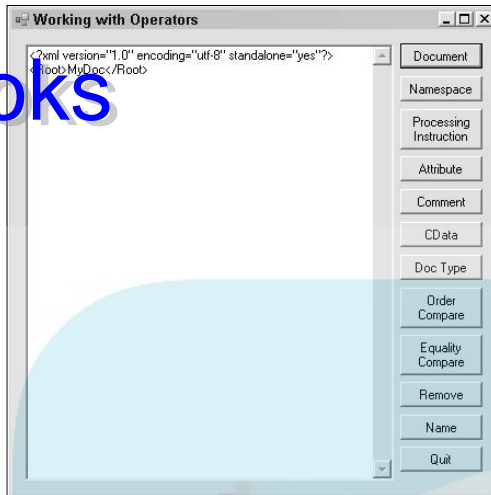 Working with Operators
<?xml version="1.0" encoding="utf-8" standalone="yes"?>
<Root>MyDoc</Root>
oks
Document
Namespace
Processing
Instruction
Attribute
Comment
CData
Doc Type
Order
Compare
Equality
Compare
Remove
Name
Quit